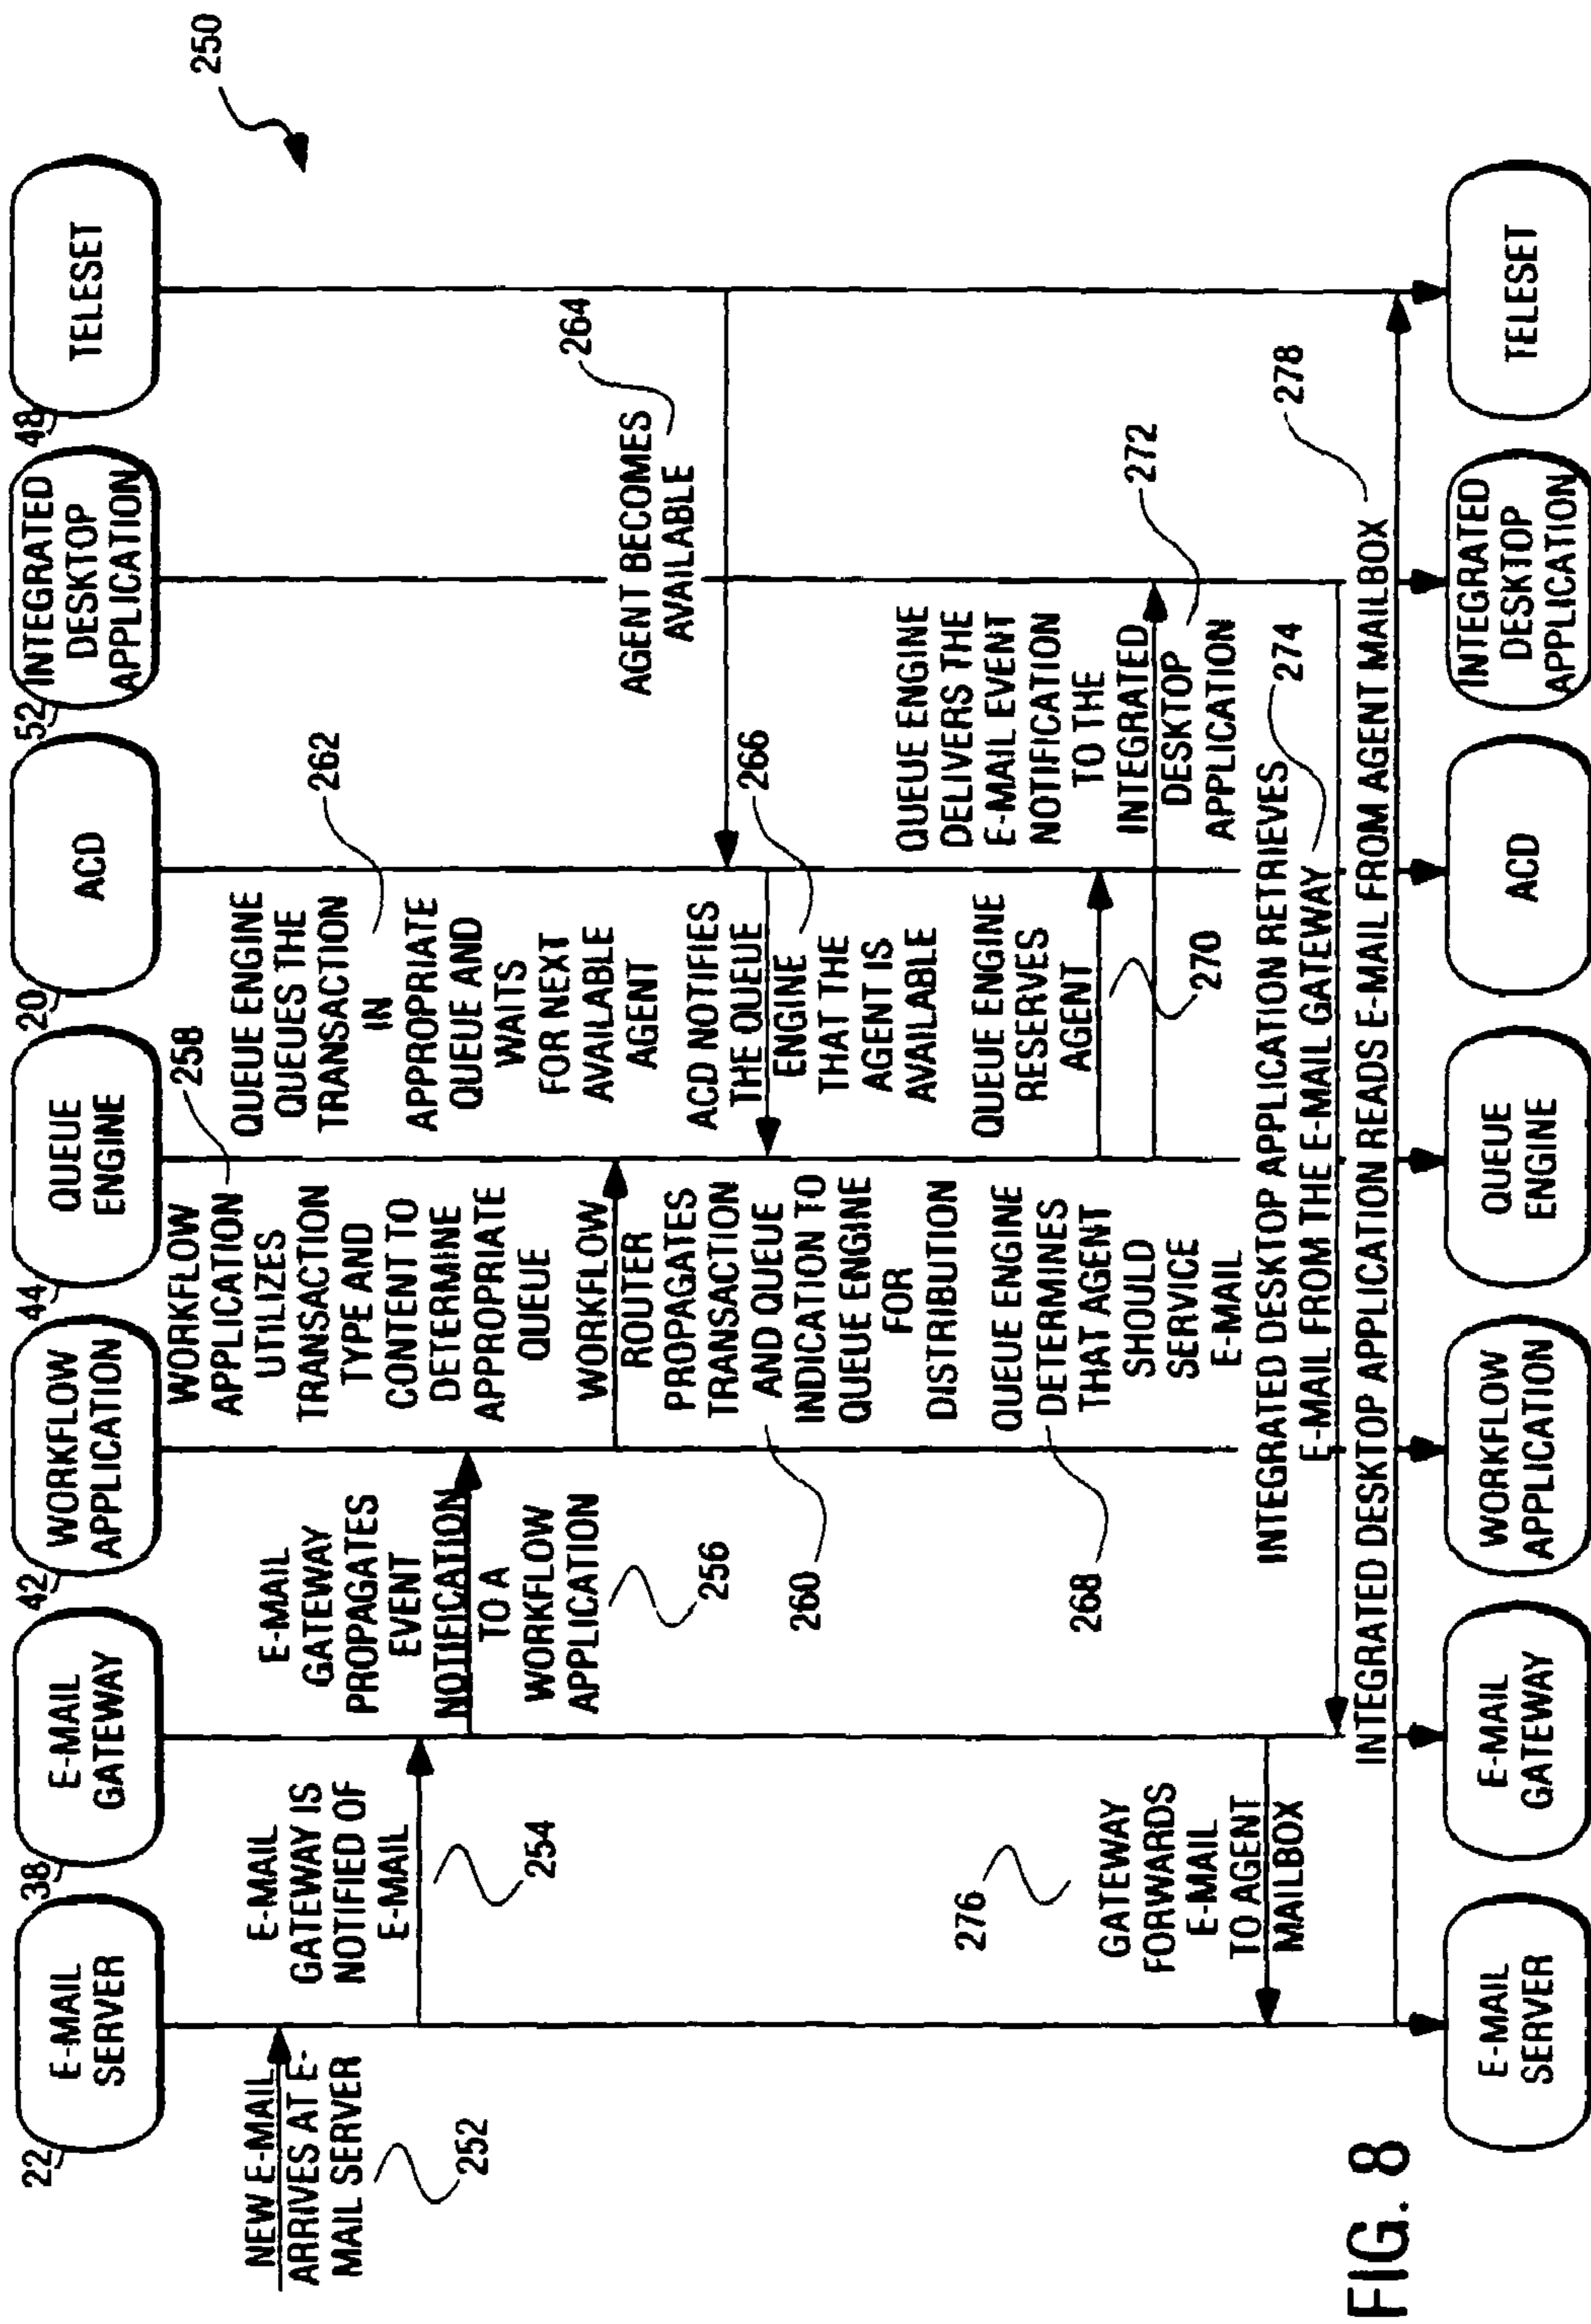 250
22
E-MAIL
SERVER
38
E-MAIL
GATEWAY
42
WORKFLOW
APPLICATION
44
QUEUE
ENGINE
20
ACD
52
INTEGRATED
DESKTOP
APPLICATION
48
TELESET
NEW E-MAIL
ARRIVES AT E-
MAIL SERVER
252
E-MAIL
GATEWAY IS
NOTIFIED OF
E-MAIL
254
E-MAIL
GATEWAY
PROPAGATES
EVENT
NOTIFICATION
TO A
WORKFLOW
APPLICATION
256
WORKFLOW
APPLICATION
UTILIZES
TRANSACTION
TYPE AND
CONTENT TO
DETERMINE
APPROPRIATE
QUEUE
258
WORKFLOW
ROUTER
PROPAGATES
TRANSACTION
AND QUEUE
INDICATION TO
QUEUE ENGINE
FOR
DISTRIBUTION
260
QUEUE ENGINE
QUEUES THE
TRANSACTION
IN
APPROPRIATE
QUEUE AND
WAITS
FOR NEXT
AVAILABLE
AGENT
262
AGENT BECOMES
AVAILABLE
264
ACD NOTIFIES
THE QUEUE
ENGINE
THAT THE
AGENT IS
AVAILABLE
266
QUEUE ENGINE
DETERMINES
THAT AGENT
SHOULD
SERVICE
E-MAIL
268
QUEUE ENGINE
RESERVES
AGENT
270
QUEUE ENGINE
DELIVERS THE
E-MAIL EVENT
NOTIFICATION
TO THE
INTEGRATED
DESKTOP
APPLICATION
272
INTEGRATED DESKTOP APPLICATION RETRIEVES
E-MAIL FROM THE E-MAIL GATEWAY
274
276
GATEWAY
FORWARDS
E-MAIL
TO AGENT
MAILBOX
INTEGRATED DESKTOP APPLICATION READS E-MAIL FROM AGENT MAILBOX
278
E-MAIL
SERVER
E-MAIL
GATEWAY
WORKFLOW
APPLICATION
QUEUE
ENGINE
ACD
INTEGRATED
DESKTOP
APPLICATION
TELESET
FIG. 8